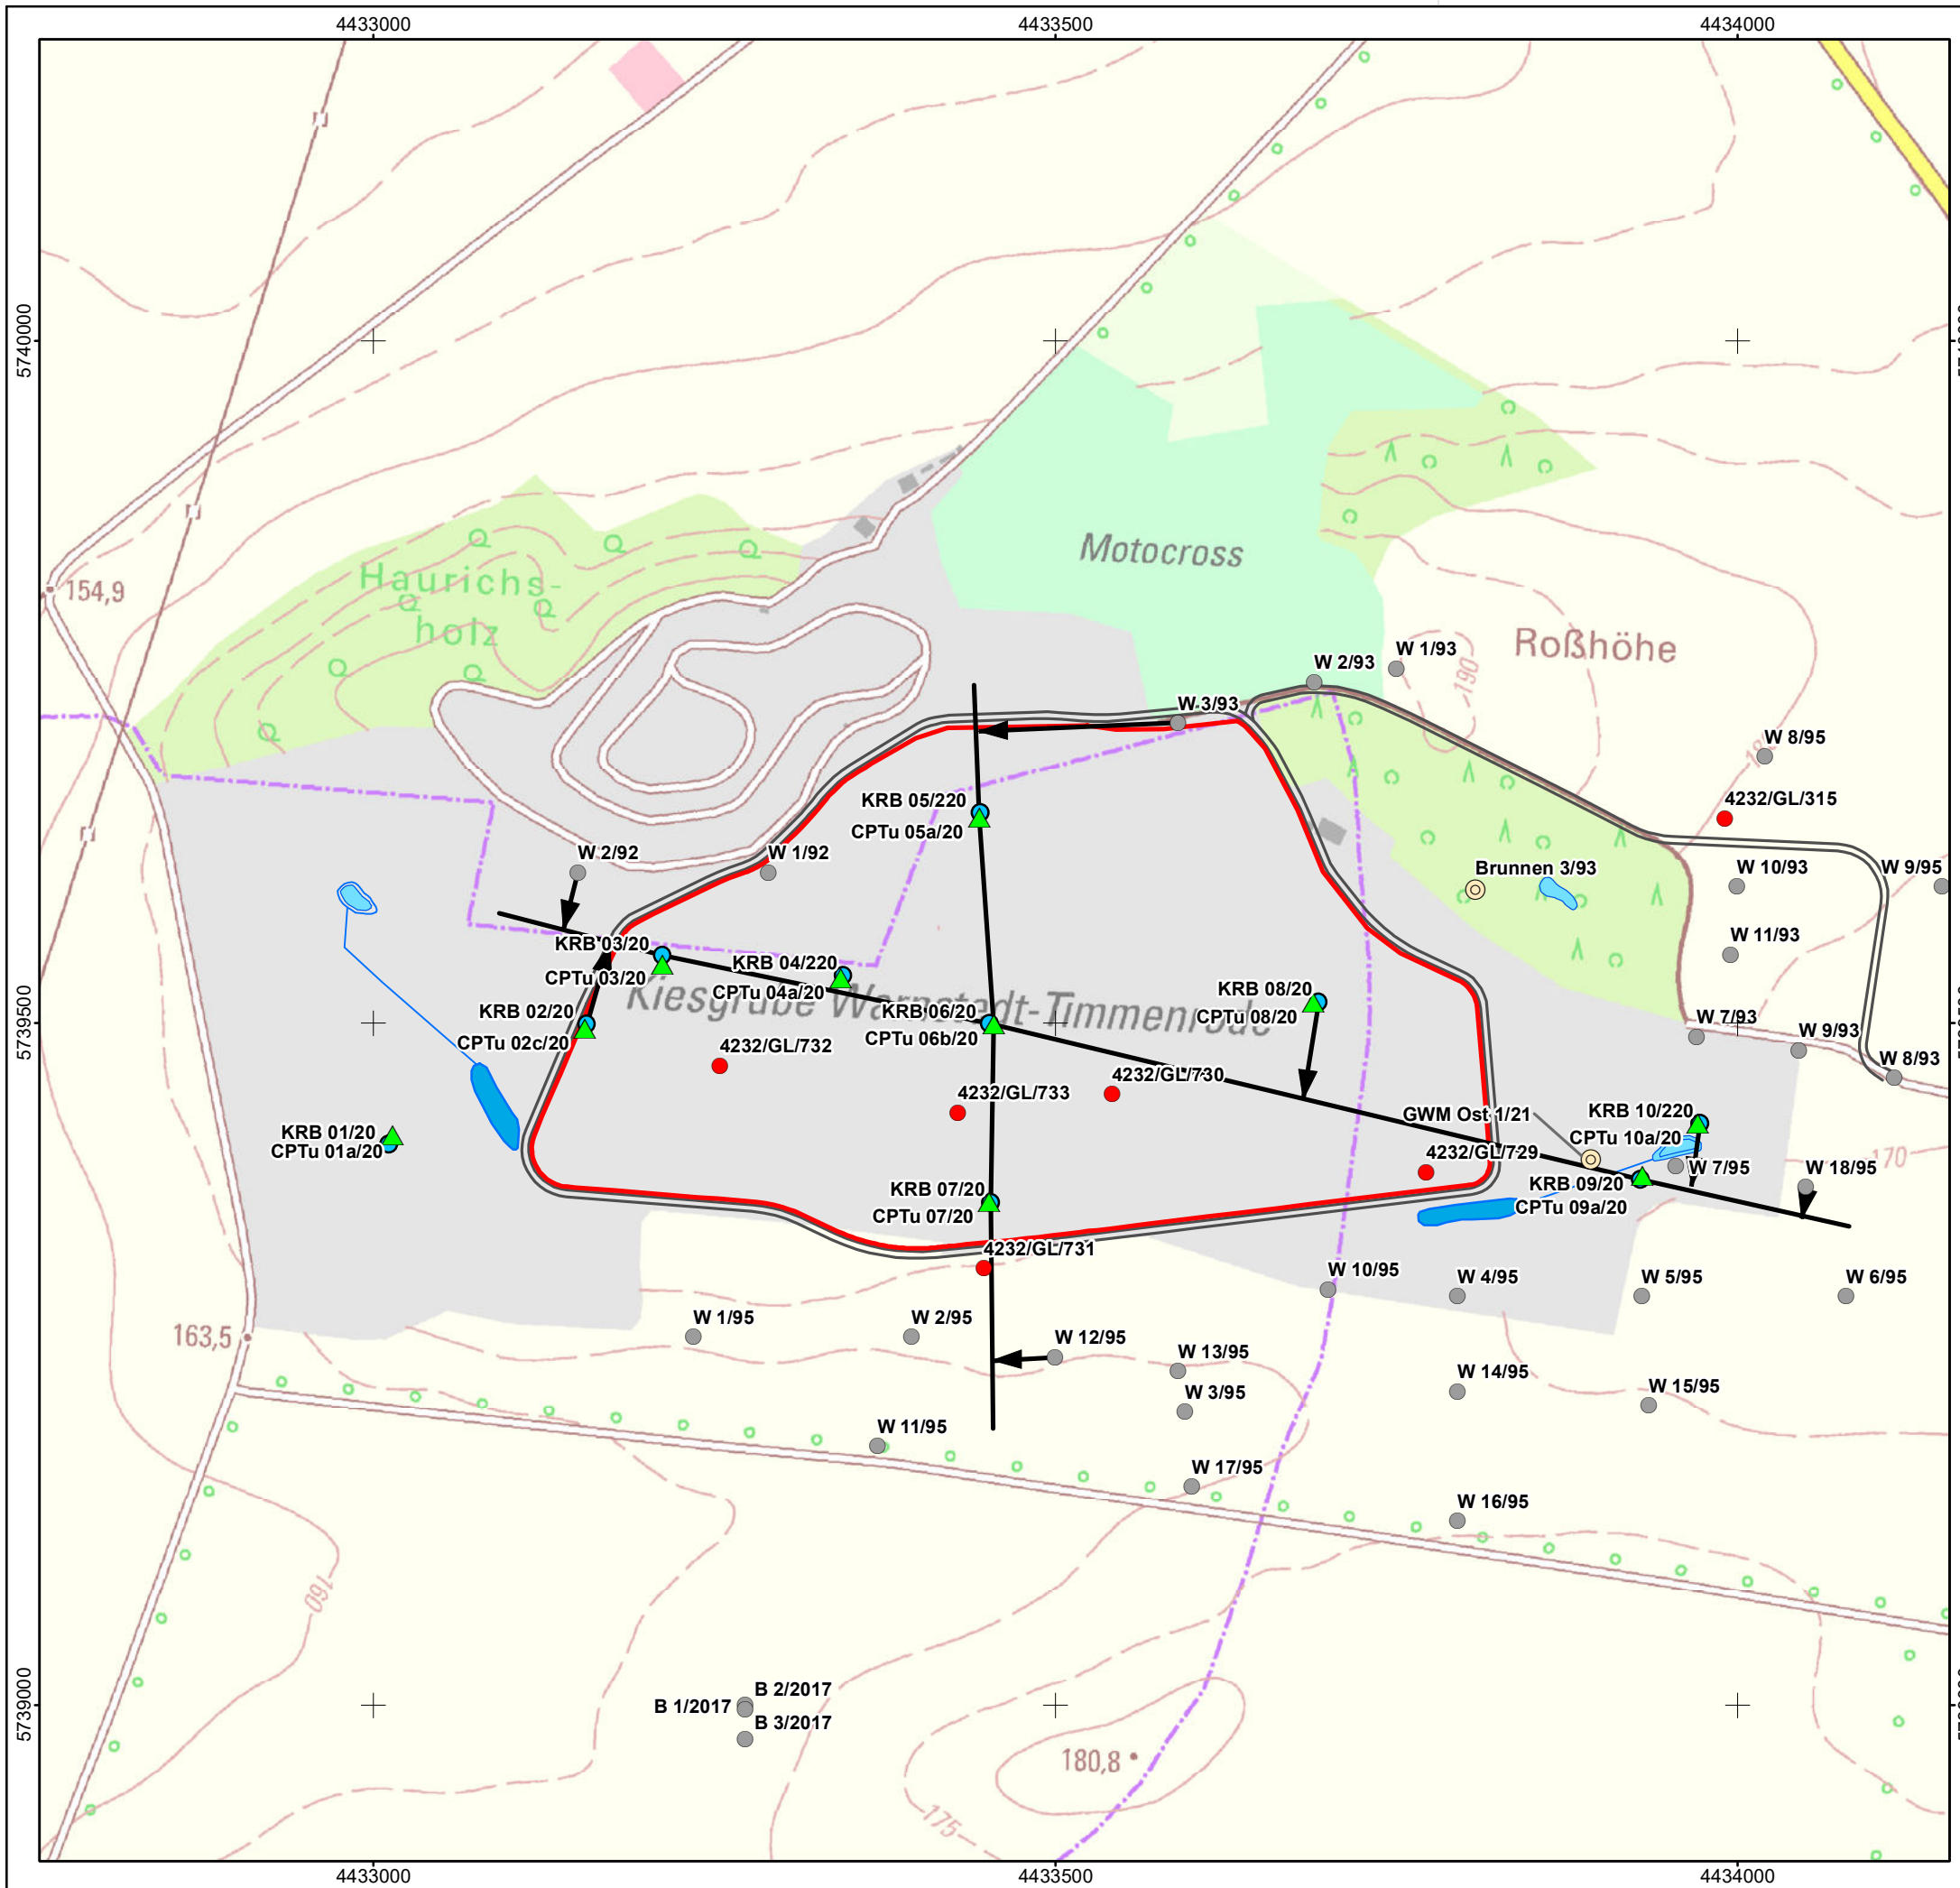 4433000
4433500
4434000
5740000
Motocross
Haurichs-
holz
154,9
Roßhöhe
190
W 1/93
W 2/93
W 3/93
W 8/95
4232/GL/315
KRB 05/220
CPTu 05a/20
W 2/92
W 1/92
Brunnen 3/93
W 10/93
W 9/95
W 11/93
KRB 03/20
CPTu 03/20
KRB 04/220
CPTu 04a/20
Kiesgrube Warnstedt-Timmenrode
KRB 02/20
CPTu 02c/20
KRB 06/20
CPTu 06b/20
KRB 08/20
CPTu 08/20
5739500
W 7/93
W 9/93
W 8/93
4232/GL/732
4232/GL/733
4232/GL/730
GWM Ost 1/21
KRB 10/220
CPTu 10a/20
KRB 01/20
CPTu 01a/20
4232/GL/729
W 7/95
W 18/95
170
KRB 09/20
CPTu 09a/20
KRB 07/20
CPTu 07/20
4232/GL/731
W 10/95
W 4/95
W 5/95
W 6/95
163,5
W 1/95
W 2/95
W 12/95
W 13/95
W 3/95
W 14/95
W 15/95
W 11/95
W 17/95
W 16/95
160
5739000
B 2/2017
B 1/2017
B 3/2017
180,8
175
4433000
4433500
4434000